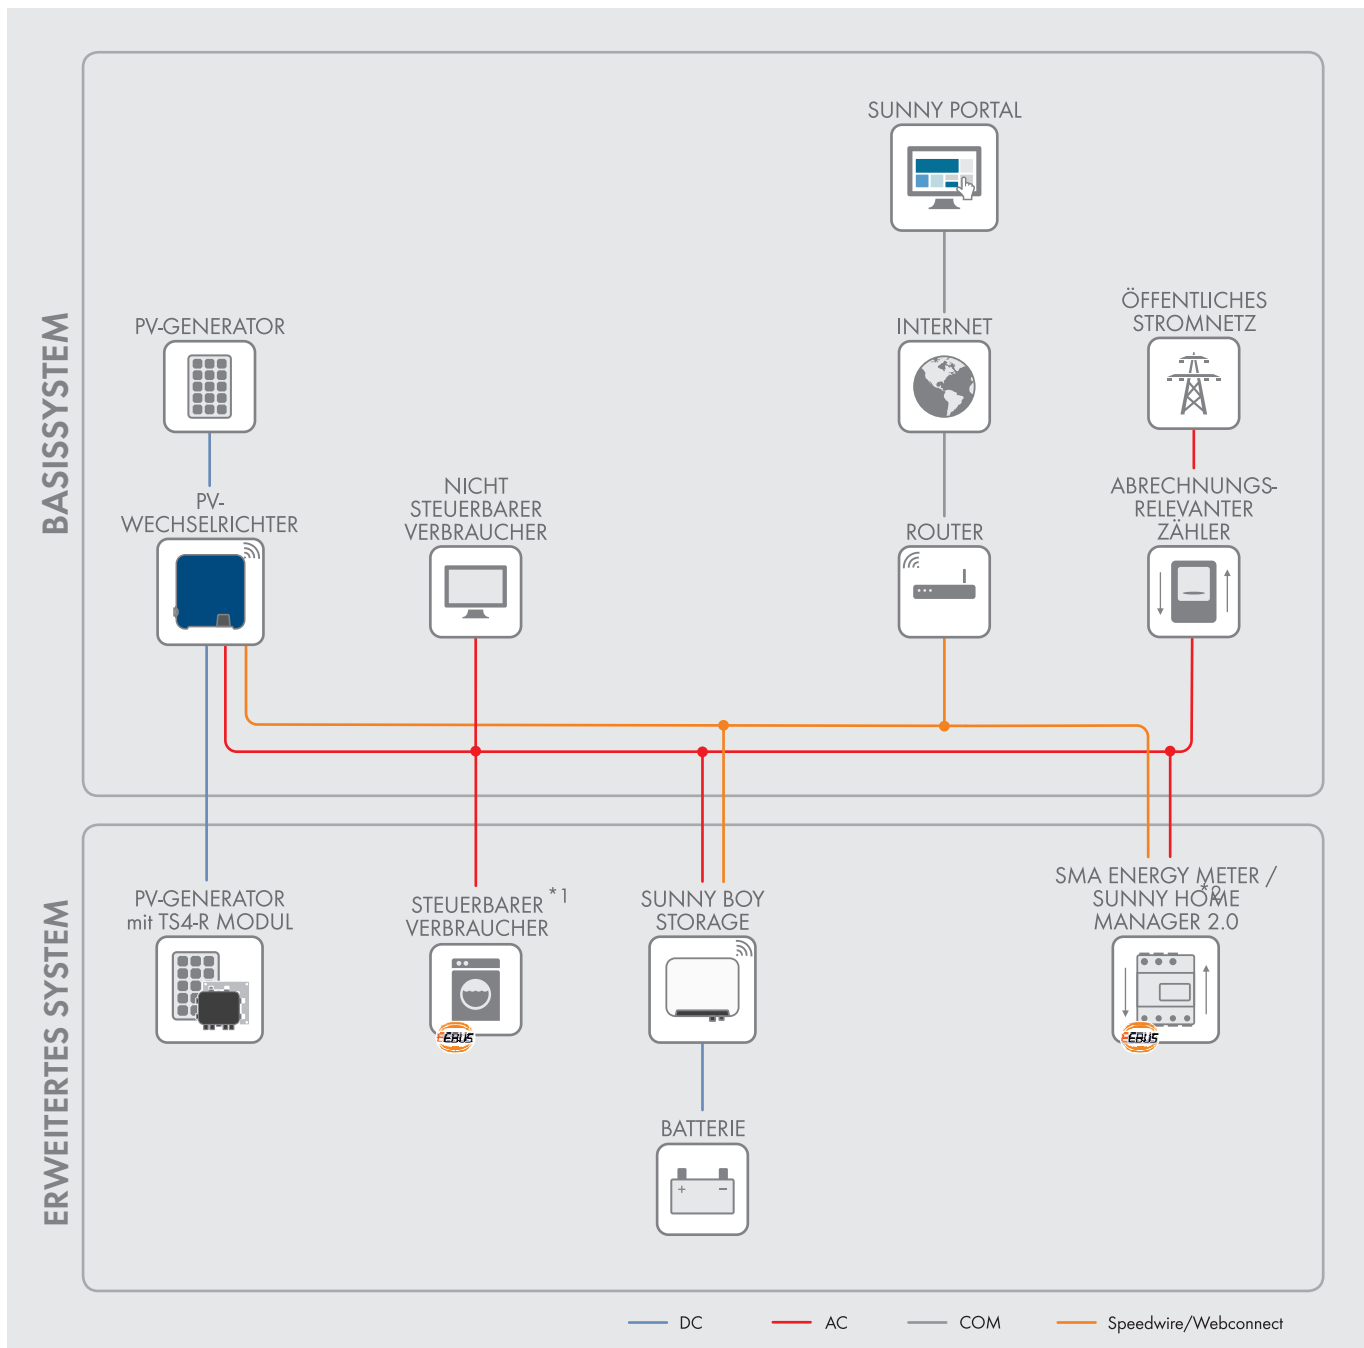 BASISSYSTEM
SUNNY PORTAL
PV-GENERATOR
INTERNET
ÖFFENTLICHES
STROMNETZ
PV-
WECHSELRICHTER
NICHT
STEUERBARER
VERBRAUCHER
ROUTER
ABRECHNUNGS-
RELEVANTER
ZÄHLER
ERWEITERTES SYSTEM
PV-GENERATOR
mit TS4-R MODUL
STEUERBARER *1
VERBRAUCHER
EEBUS
SUNNY BOY
STORAGE
SMA ENERGY METER /
SUNNY HOME *2
MANAGER 2.0
EEBUS
BATTERIE
+ −
DC
AC
COM
Speedwire/Webconnect